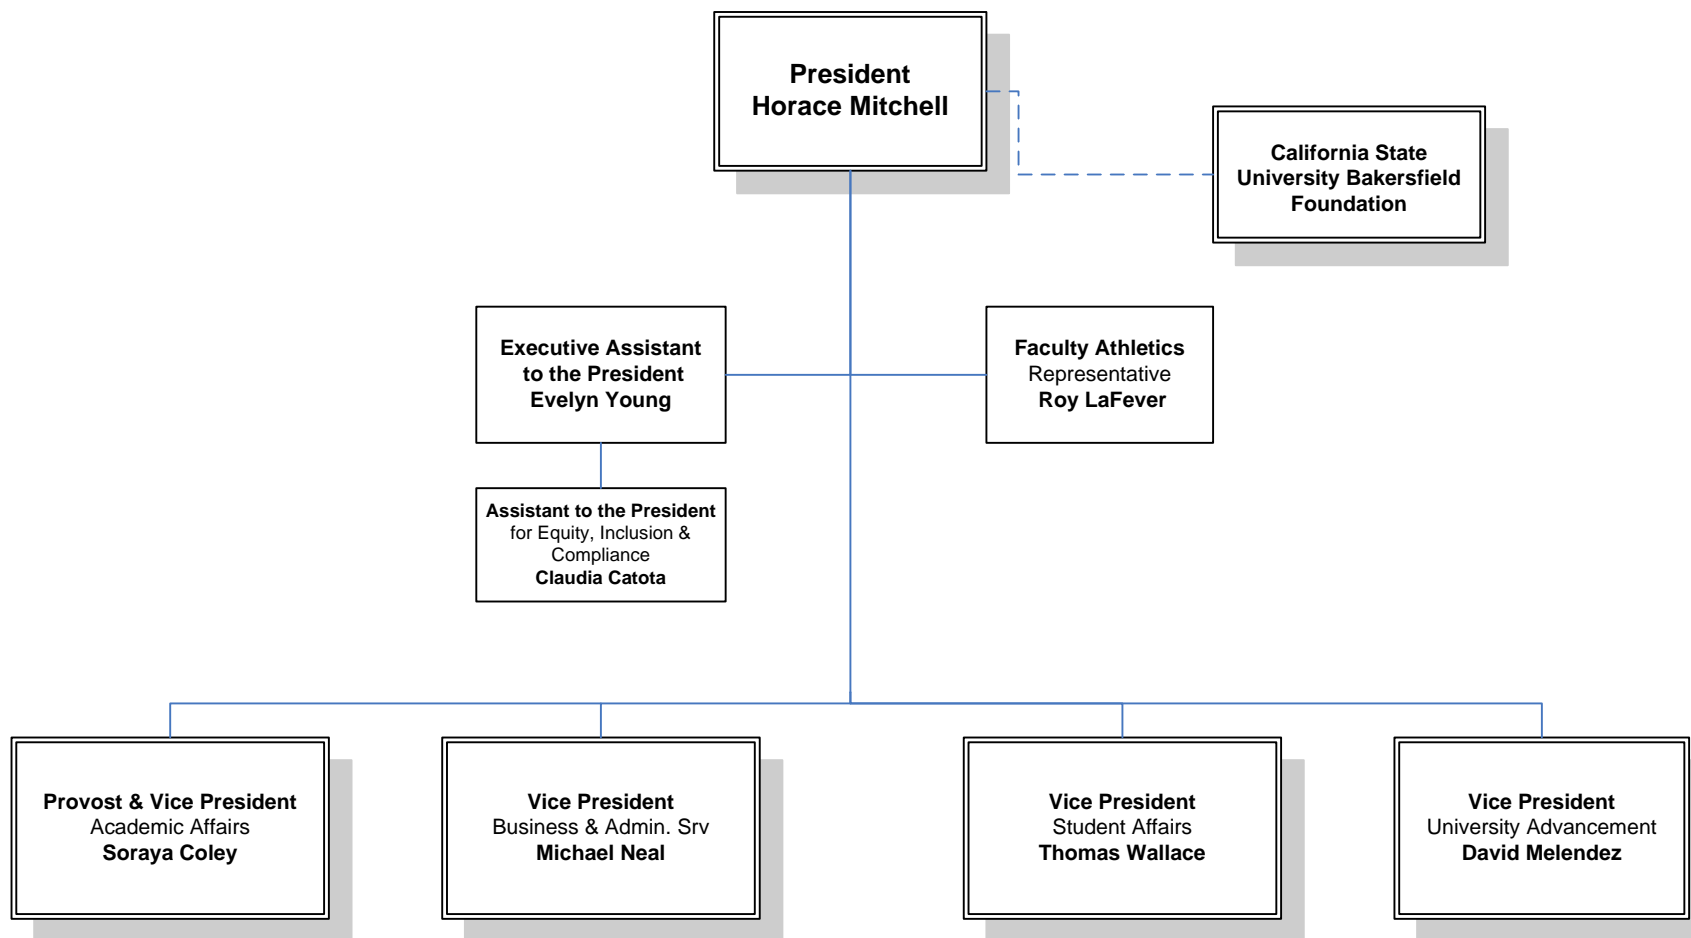 President
Horace Mitchell
California State
University Bakersfield
Foundation
Executive Assistant
to the President
Evelyn Young
Faculty Athletics
Representative
Roy LaFever
Assistant to the President
for Equity, Inclusion &
Compliance
Claudia Catota
Provost & Vice President
Academic Affairs
Soraya Coley
Vice President
Business & Admin. Srv
Michael Neal
Vice President
Student Affairs
Thomas Wallace
Vice President
University Advancement
David Melendez